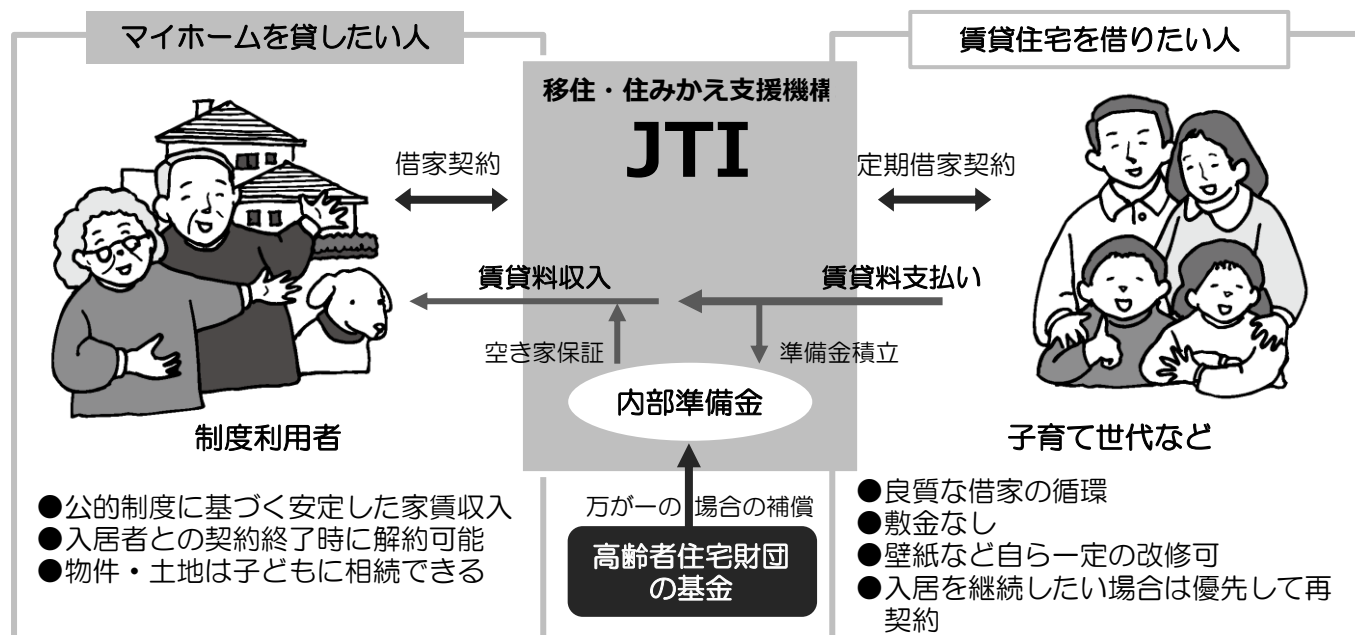 マイホームを貸したい人
賃貸住宅を借りたい人
移住・住みかえ支援機構
JTI
借家契約
定期借家契約
賃貸料収入
賃貸料支払い
空き家保証
準備金積立
内部準備金
制度利用者
子育て世代など
●公的制度に基づく安定した家賃収入
●入居者との契約終了時に解約可能
●物件・土地は子どもに相続できる
万が一の場合の補償
高齢者住宅財団
の基金
●良質な借家の循環
●敷金なし
●壁紙など自ら一定の改修可
●入居を継続したい場合は優先して再
契約